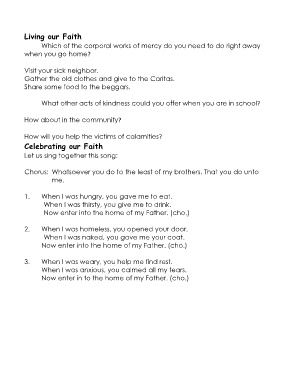 Living our Faith
Which of the corporal works of mercy do you need to do right away
when you go home?
Visit your sick neighbor.
Gather the old clothes and give to the Caritas.
Share some food to the beggars.
What other acts of kindness could you offer when you are in school?
How about in the community?
How will you help the victims of calamities?
Celebrating our Faith
Let us sing together this song:
Chorus: Whatsoever you do to the least of my brothers. That you do unto
me.
1. When I was hungry, you gave me to eat.
When I was thirsty, you give me to drink.
Now enter into the home of my Father. (cho.)
2. When I was homeless, you opened your door.
When I was naked, you gave me your coat.
Now enter into the home of my Father. (cho.)
3. When I was weary, you help me find rest.
When I was anxious, you calmed all my fears.
Now enter in to the home of my Father. (cho.)